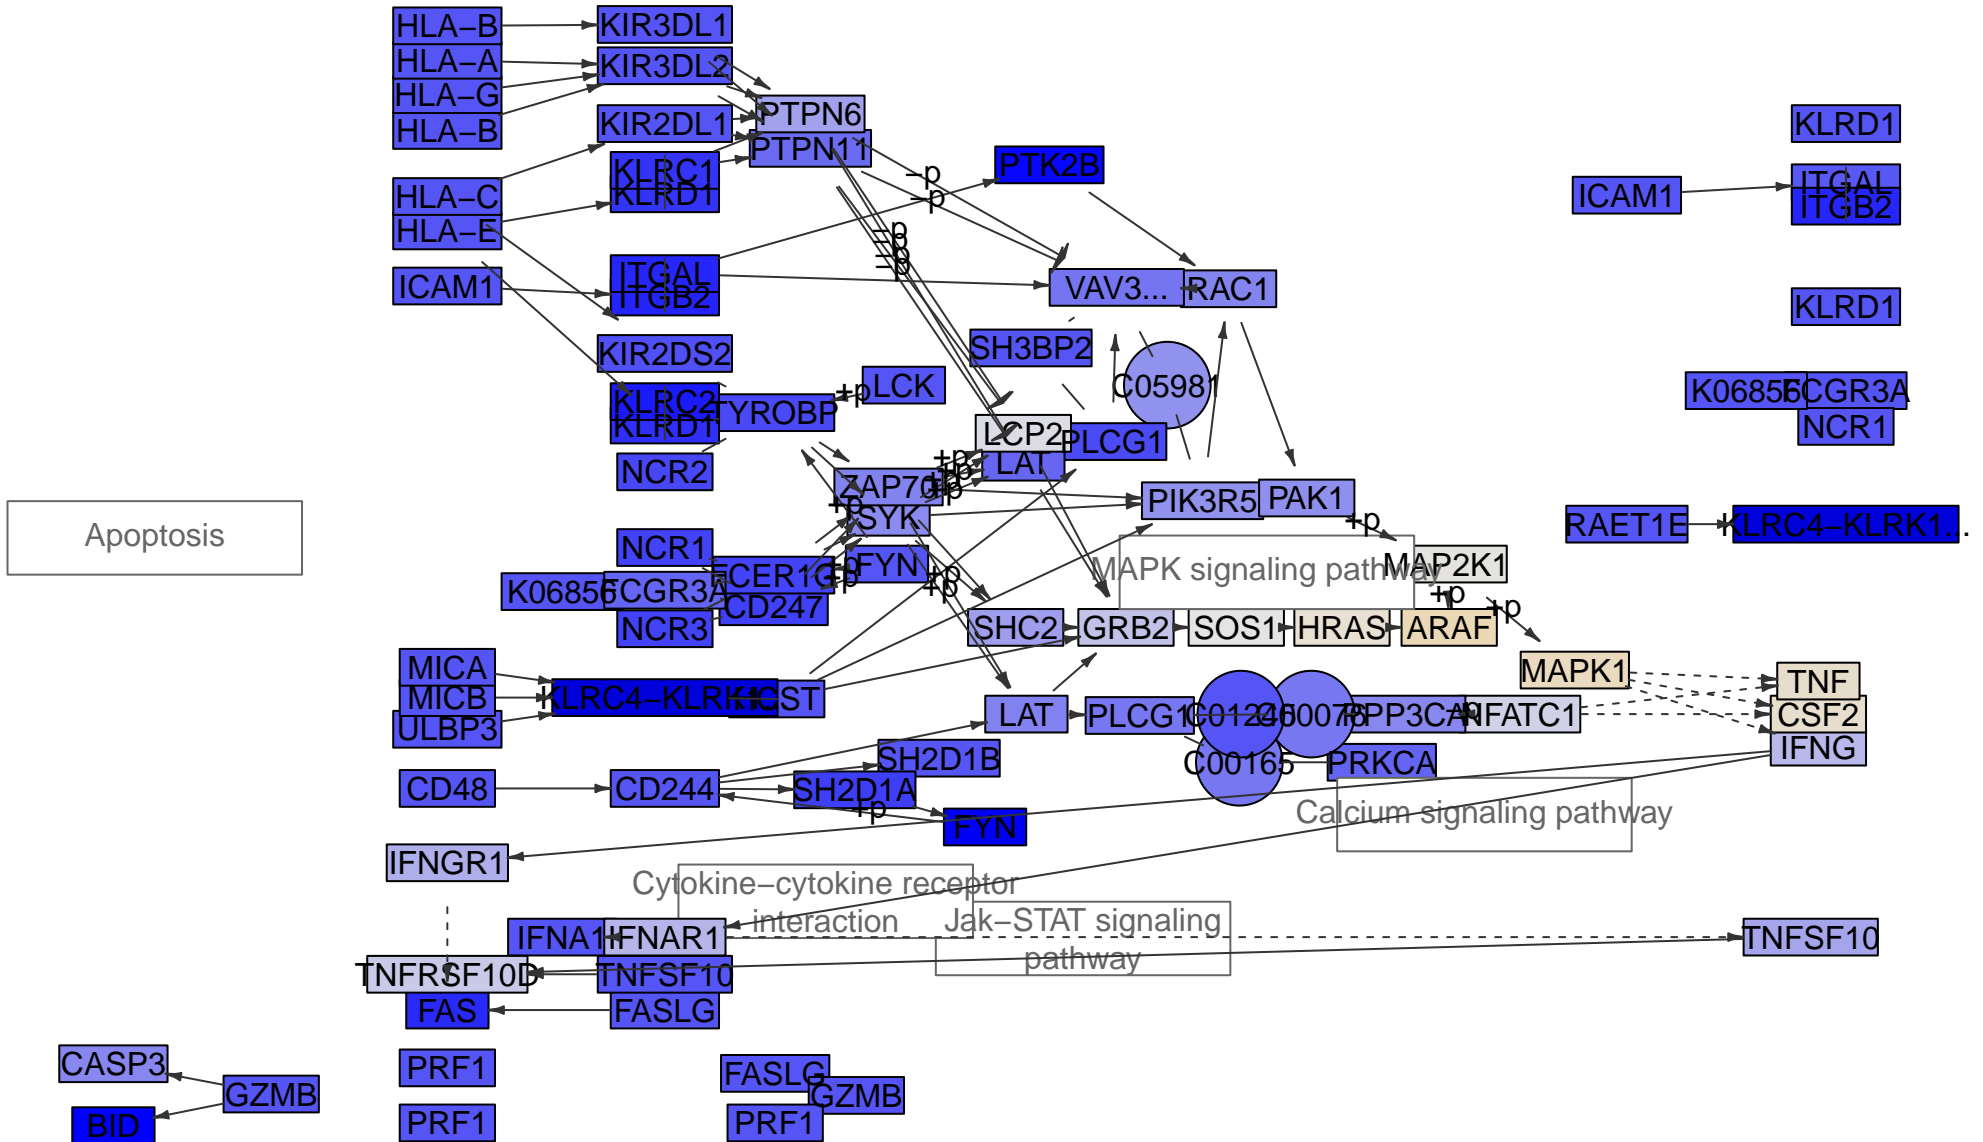 HLA−B
KIR3DL1
HLA−A
KIR3DL2
HLA−G
HLA−B
KIR2DL1
PTPN6
PTPN11
KLRD1
KLRC1
KLRD1
PTK2B
−p
−p
HLA−C
HLA−E
ICAM1
ITGAL
ITGB2
−p
−p
−p
−p
ICAM1
ITGAL
ITGB2
VAV3...
RAC1
KLRD1
KIR2DS2
SH3BP2
C05981
LCK
+p
KLRC2
KLRD1
TYROBP
K06856
FCGR3A
NCR1
LCP2
PLCG1
LAT
NCR2
+p
+p
+p
+p
ZAP70
SYK
+p
PIK3R5
PAK1
+p
RAET1E
KLRC4−KLRK1...
Apoptosis
NCR1
FCER1G
+p
+p
FYN
+p
+p
K06856
FCGR3A
CD247
NCR3
MAPK signaling pathway
MAP2K1
+p
+p
SHC2
GRB2
SOS1
HRAS
ARAF
MICA
MICB
ULBP3
KLRC4−KLRK1...
HCST
MAPK1
TNF
CSF2
IFNG
LAT
PLCG1
C01245
C00076
C00165
PPP3CA
NFATC1
PRKCA
CD48
CD244
SH2D1B
SH2D1A
+p
FYN
Calcium signaling pathway
IFNGR1
Cytokine−cytokine receptor
interaction
Jak−STAT signaling
pathway
IFNA1
IFNAR1
TNFSF10
TNFRSF10D
TNFSF10
FAS
FASLG
CASP3
GZMB
BID
PRF1
PRF1
FASLG
GZMB
PRF1